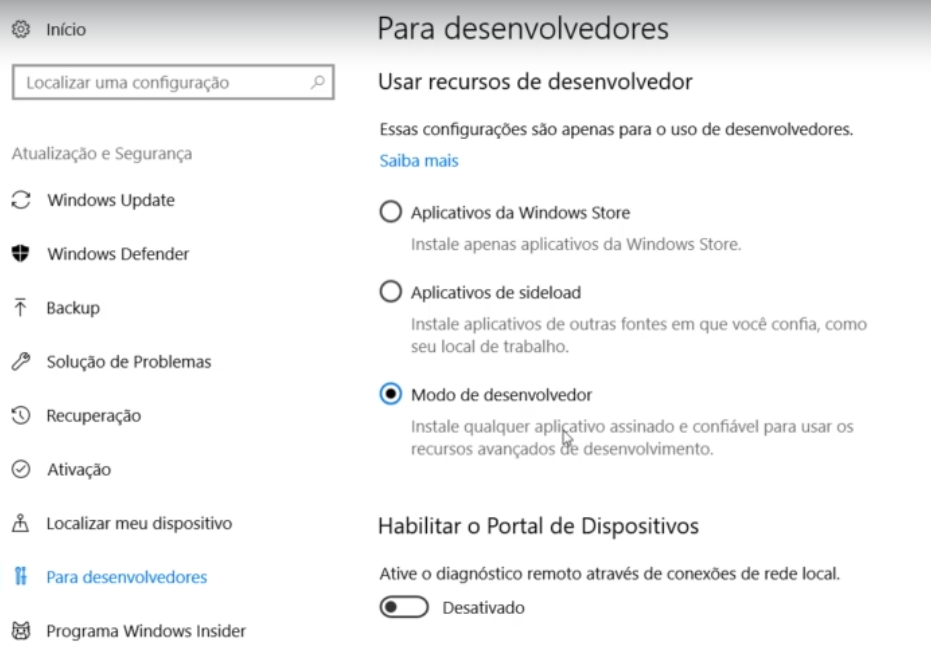 Início
Localizar uma configuração
Atualização e Segurança
Windows Update
Windows Defender
Backup
Solução de Problemas
Recuperação
Ativação
Localizar meu dispositivo
Para desenvolvedores
Programa Windows Insider
Para desenvolvedores
Usar recursos de desenvolvedor
Essas configurações são apenas para o uso de desenvolvedores.
Saiba mais
Aplicativos da Windows Store
Instale apenas aplicativos da Windows Store.
Aplicativos de sideload
Instale aplicativos de outras fontes em que você confia, como
seu local de trabalho.
Modo de desenvolvedor
Instale qualquer aplicativo assinado e confiável para usar os
recursos avançados de desenvolvimento.
Habilitar o Portal de Dispositivos
Ative o diagnóstico remoto através de conexões de rede local.
Desativado